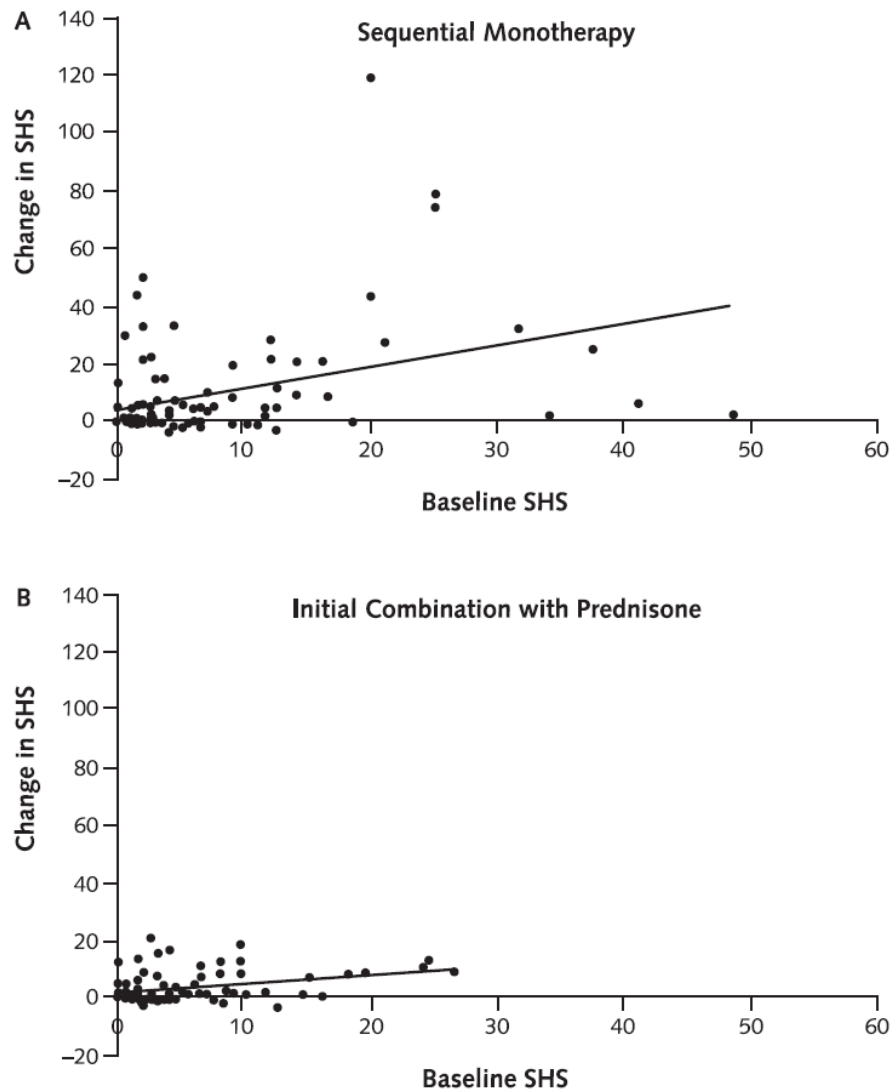 A
Sequential Monotherapy
Change in SHS
140
120
100
80
60
40
20
0
–20
0 10 20 30 40 50 60
Baseline SHS
B
Initial Combination with Prednisone
Change in SHS
140
120
100
80
60
40
20
0
–20
0 10 20 30 40 50 60
Baseline SHS